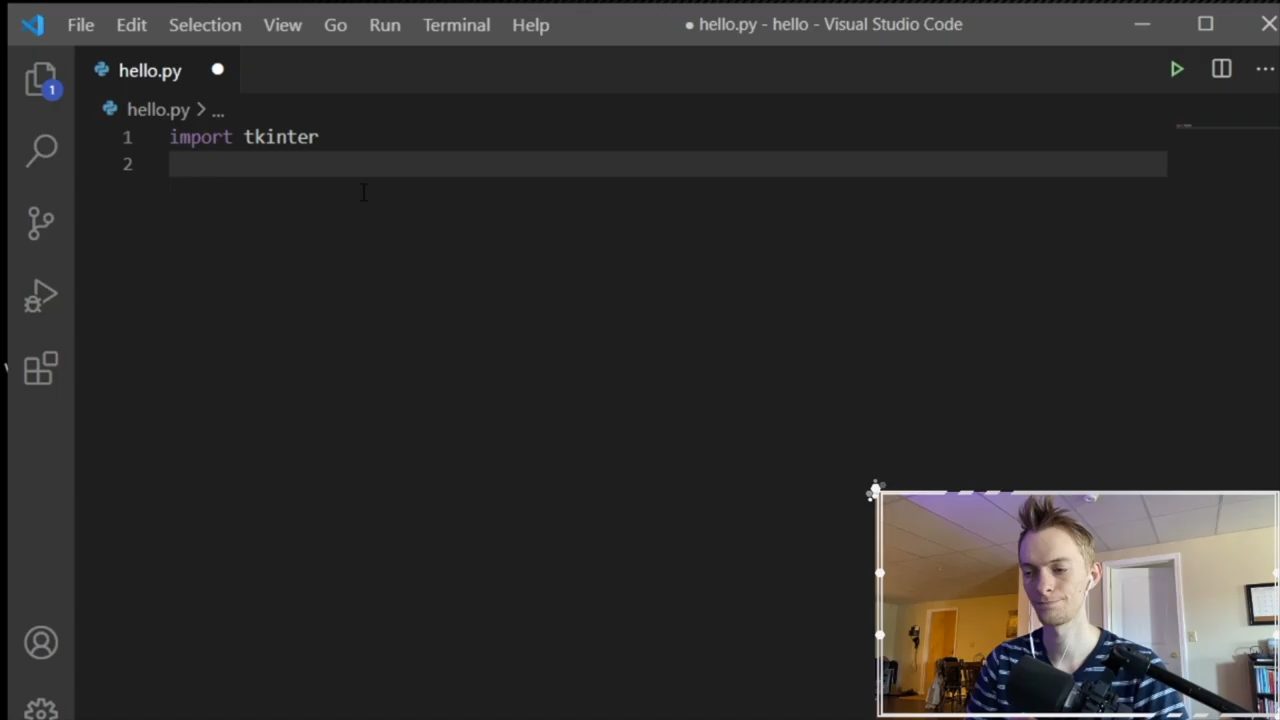 File Edit Selection View Go Run Terminal Help ● hello.py - hello - Visual Studio Code
hello.py
1
hello.py > ...
1 import tkinter
2